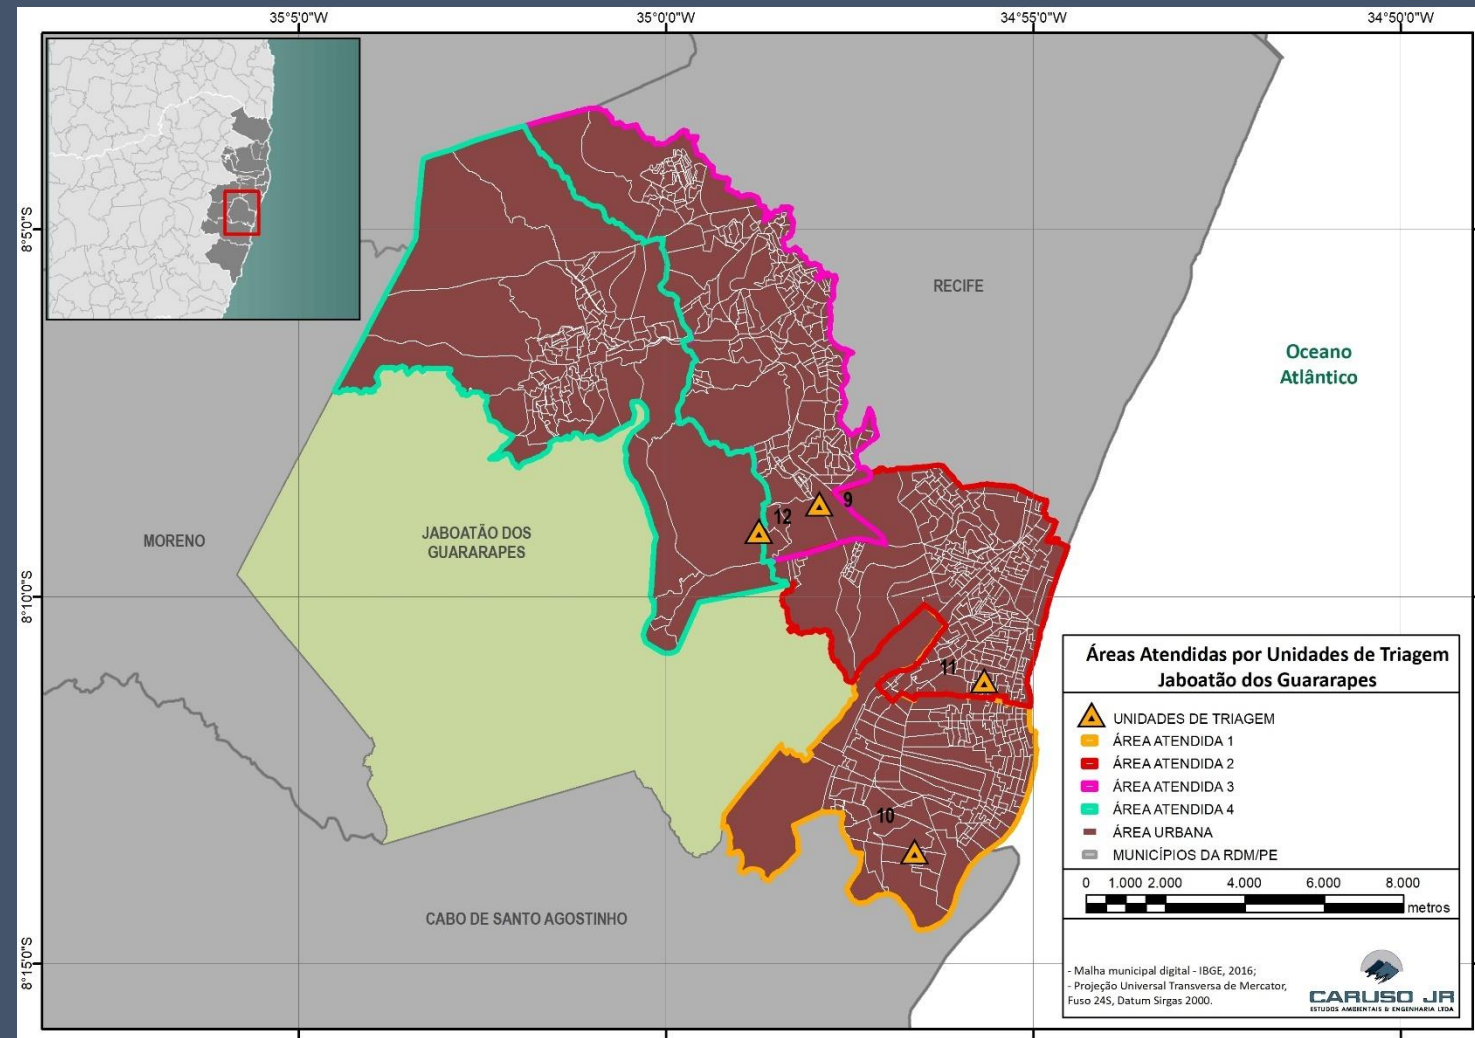 35°5'0"W
35°0'0"W
34°55'0"W
34°50'0"W
8°5'0"S
8°10'0"S
8°15'0"S
RECIFE
Oceano
Atlântico
MORENO
JABOATÃO DOS
GUARARAPES
9
12
11
10
CABO DE SANTO AGOSTINHO
Áreas Atendidas por Unidades de Triagem
Jaboatão dos Guararapes
UNIDADES DE TRIAGEM
ÁREA ATENDIDA 1
ÁREA ATENDIDA 2
ÁREA ATENDIDA 3
ÁREA ATENDIDA 4
ÁREA URBANA
MUNICÍPIOS DA RDM/PE
0 1.000 2.000 4.000 6.000 8.000
metros
- Malha municipal digital - IBGE, 2016;
- Projeção Universal Transversa de Mercator,
Fuso 24S, Datum Sirgas 2000.
CARUSO JR
ESTUDOS AMBIENTAIS & ENGENHARIA LTDA